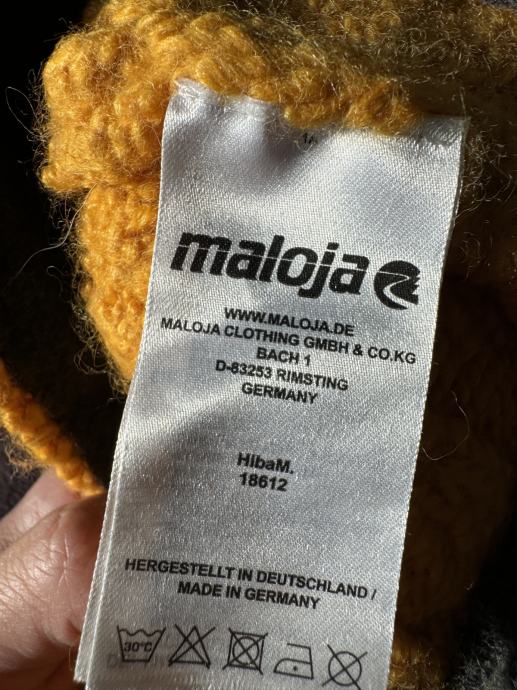 maloja
WWW.MALOJA.DE
MALOJA CLOTHING GMBH & CO.KG
BACH 1
D-83253 RIMSTING
GERMANY
HibaM.
18612
HERGESTELLT IN DEUTSCHLAND /
MADE IN GERMANY
30°C